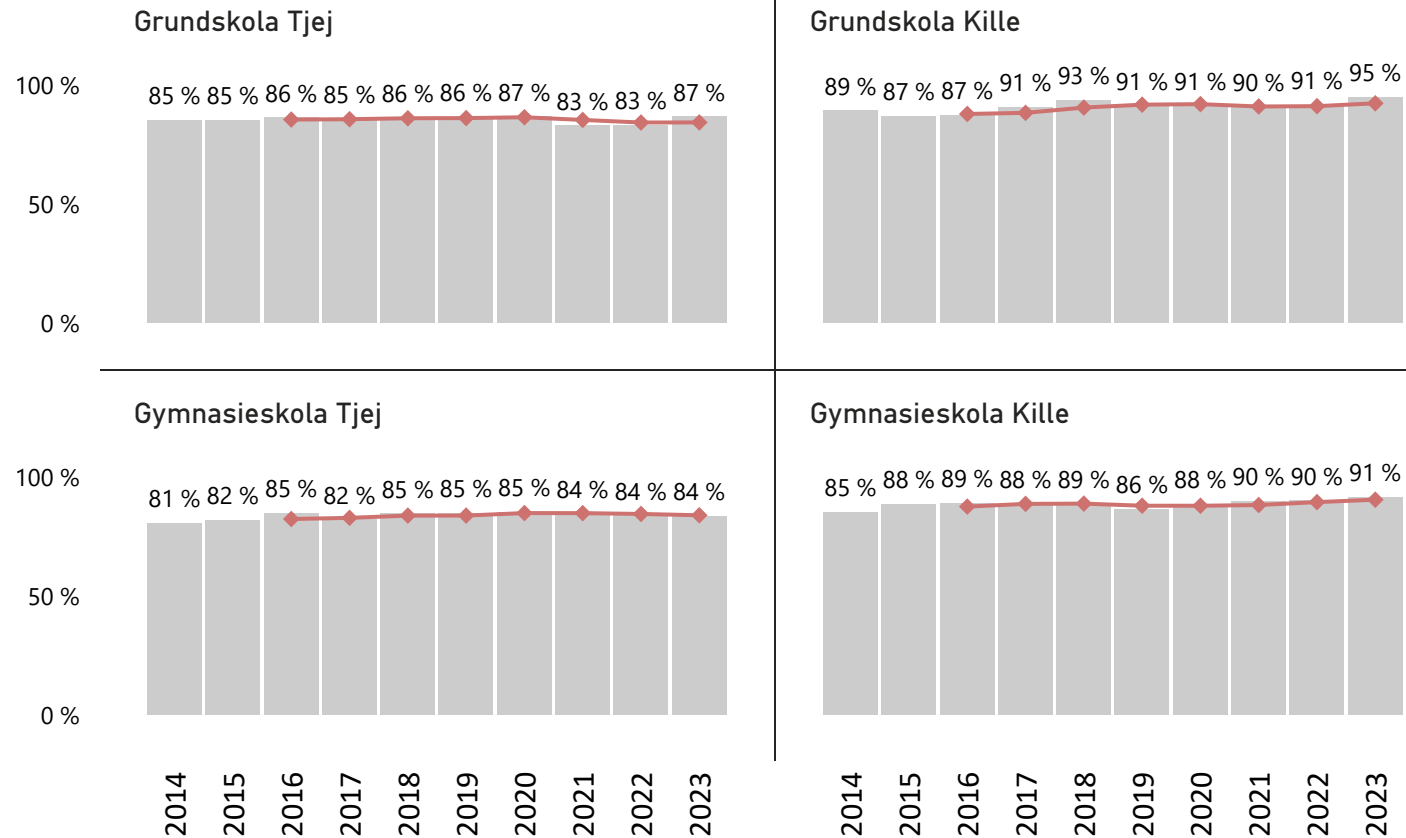 Grundskola Tjej
Grundskola Kille
100 %
50 %
0 %
85 % 85 % 86 % 85 % 86 % 86 % 87 % 83 % 83 % 87 %
89 % 87 % 87 % 91 % 93 % 91 % 91 % 90 % 91 % 95 %
Gymnasieskola Tjej
Gymnasieskola Kille
100 %
50 %
0 %
81 % 82 % 85 % 82 % 85 % 85 % 85 % 84 % 84 % 84 %
85 % 88 % 89 % 88 % 89 % 86 % 88 % 90 % 90 % 91 %
2014 2015 2016 2017 2018 2019 2020 2021 2022 2023
2014 2015 2016 2017 2018 2019 2020 2021 2022 2023